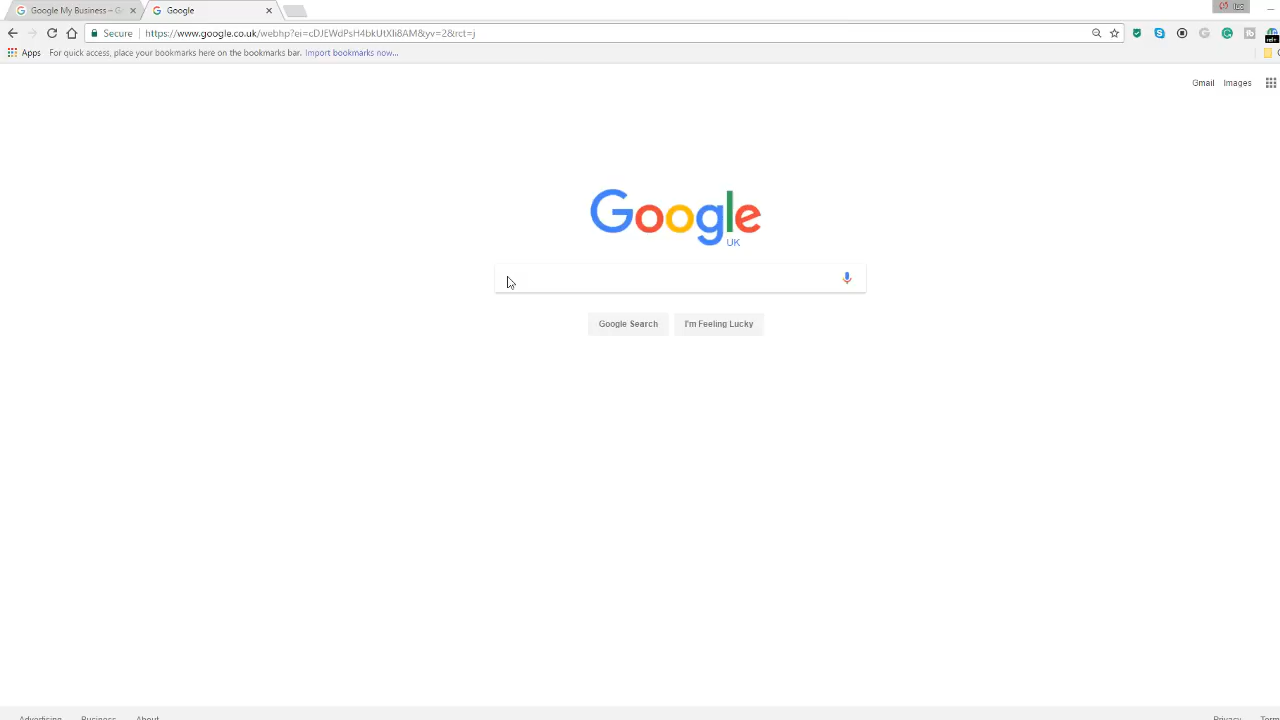 Google My Business – G
Google
Secure
https://www.google.co.uk/webhp?ei=cDJEWdPsH4bkUtXIi8AM&yv=2&rct=j
Apps
For quick access, place your bookmarks here on the bookmarks bar.
Import bookmarks now...
Gmail
Images
Google
UK
Google Search
I'm Feeling Lucky
Advertising
Business
About
Privacy
Term